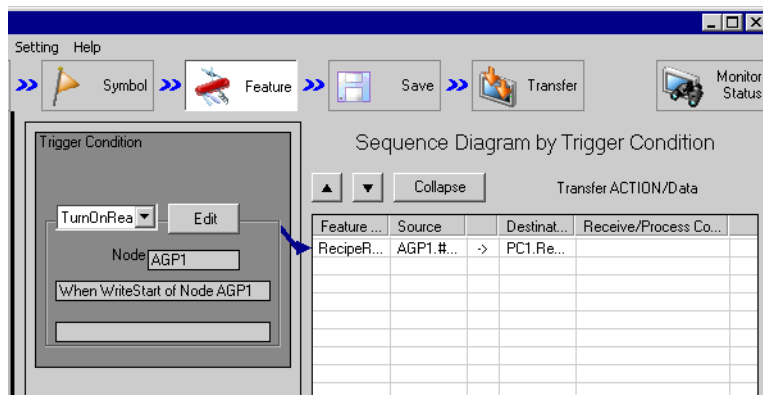 Setting Help
Symbol Feature Save Transfer Monitor
Status
Trigger Condition
Sequence Diagram by Trigger Condition
Collapse Transfer ACTION/Data
TurnOnRea Edit
Feature ... Source Destinat... Receive/Process Co...
RecipeR... AGP1.#... -> PC1.Re...
Node AGP1
When WriteStart of Node AGP1